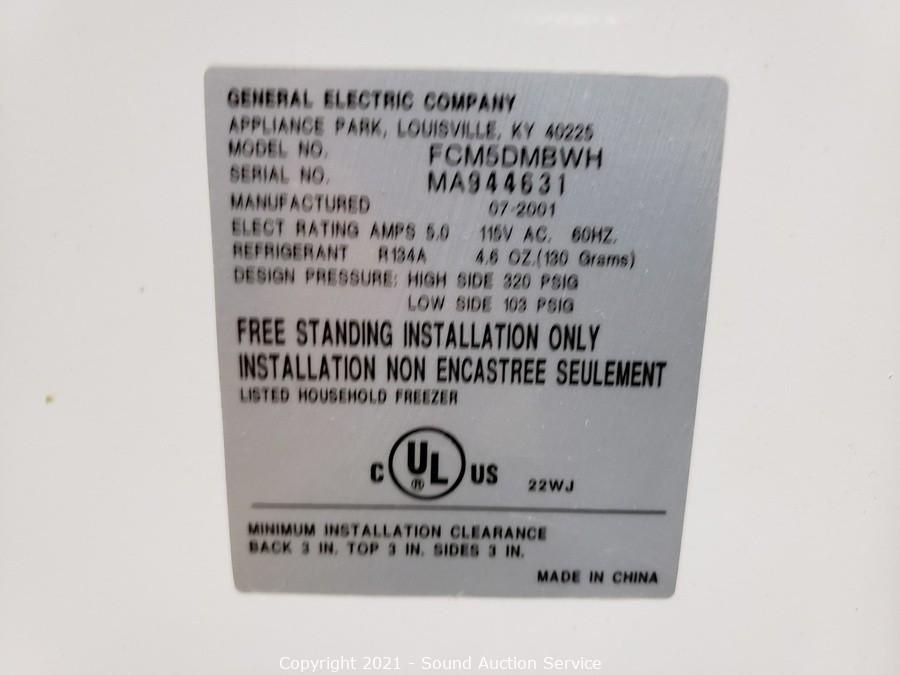 GENERAL ELECTRIC COMPANY
APPLIANCE PARK, LOUISVILLE, KY 40225
MODEL NO. FCM5DMBWH
SERIAL NO. MA944631
MANUFACTURED 07-2001
ELECT RATING AMPS 5.0 115V AC. 60HZ.
REFRIGERANT R134A 4.6 OZ.(130 Grams)
DESIGN PRESSURE: HIGH SIDE 320 PSIG
LOW SIDE 103 PSIG
FREE STANDING INSTALLATION ONLY
INSTALLATION NON ENCASTREE SEULEMENT
LISTED HOUSEHOLD FREEZER
C UL ® US 22WJ
MINIMUM INSTALLATION CLEARANCE
BACK 3 IN. TOP 3 IN. SIDES 3 IN.
MADE IN CHINA
Copyright 2021 - Sound Auction Service